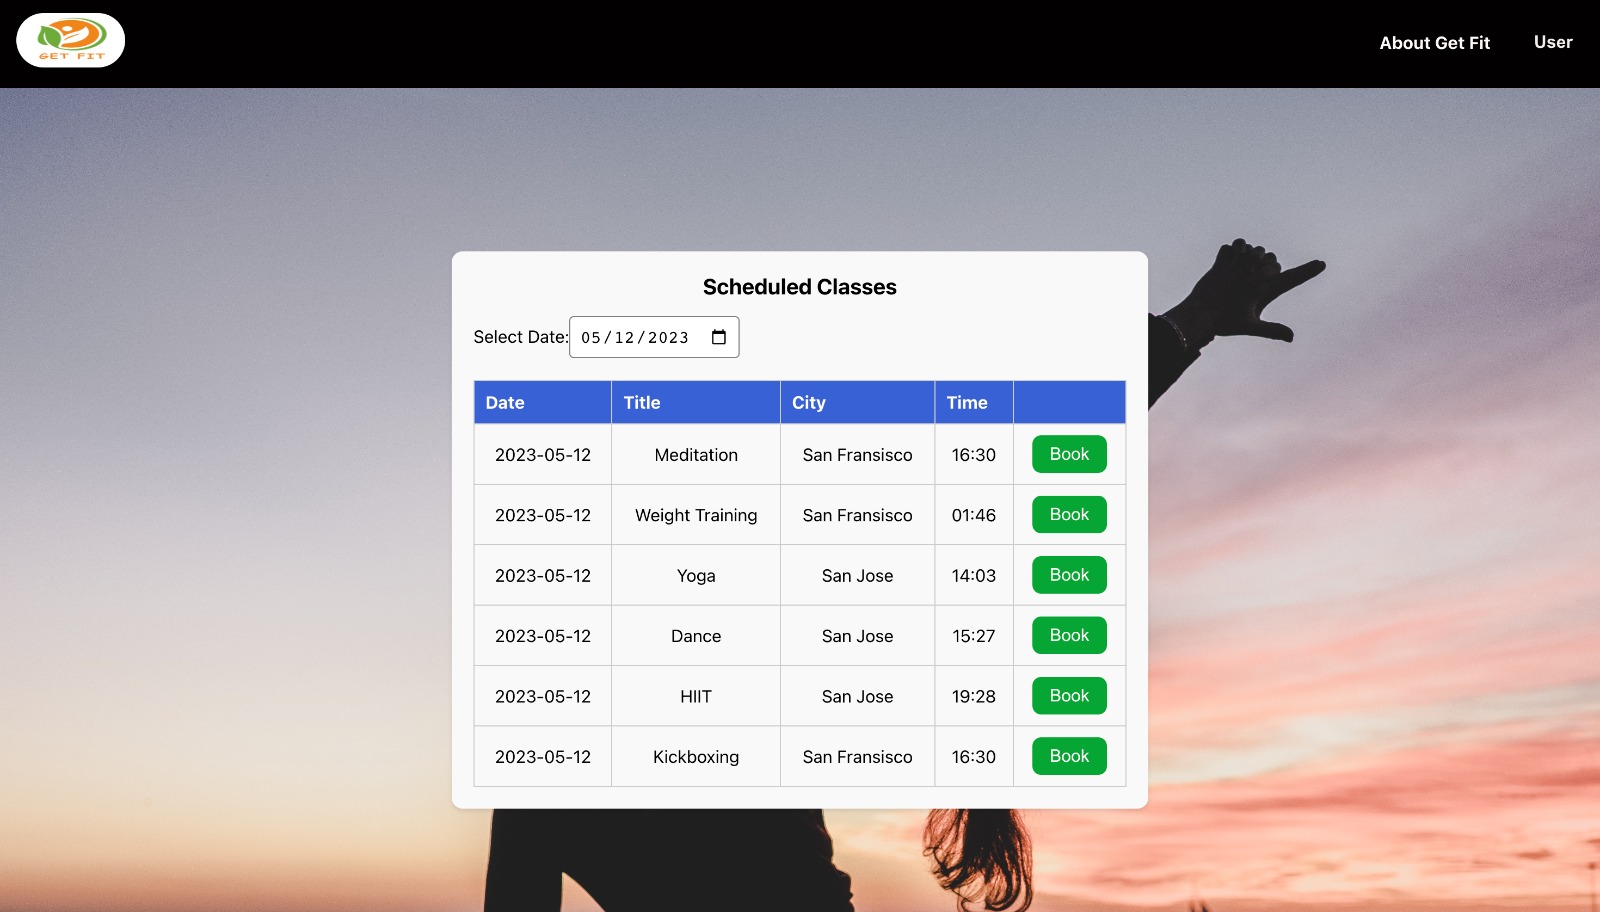 GET FIT
About Get Fit User
Scheduled Classes
Select Date: 05/12/2023
Date Title City Time
2023-05-12 Meditation San Fransisco 16:30 Book
2023-05-12 Weight Training San Fransisco 01:46 Book
2023-05-12 Yoga San Jose 14:03 Book
2023-05-12 Dance San Jose 15:27 Book
2023-05-12 HIIT San Jose 19:28 Book
2023-05-12 Kickboxing San Fransisco 16:30 Book